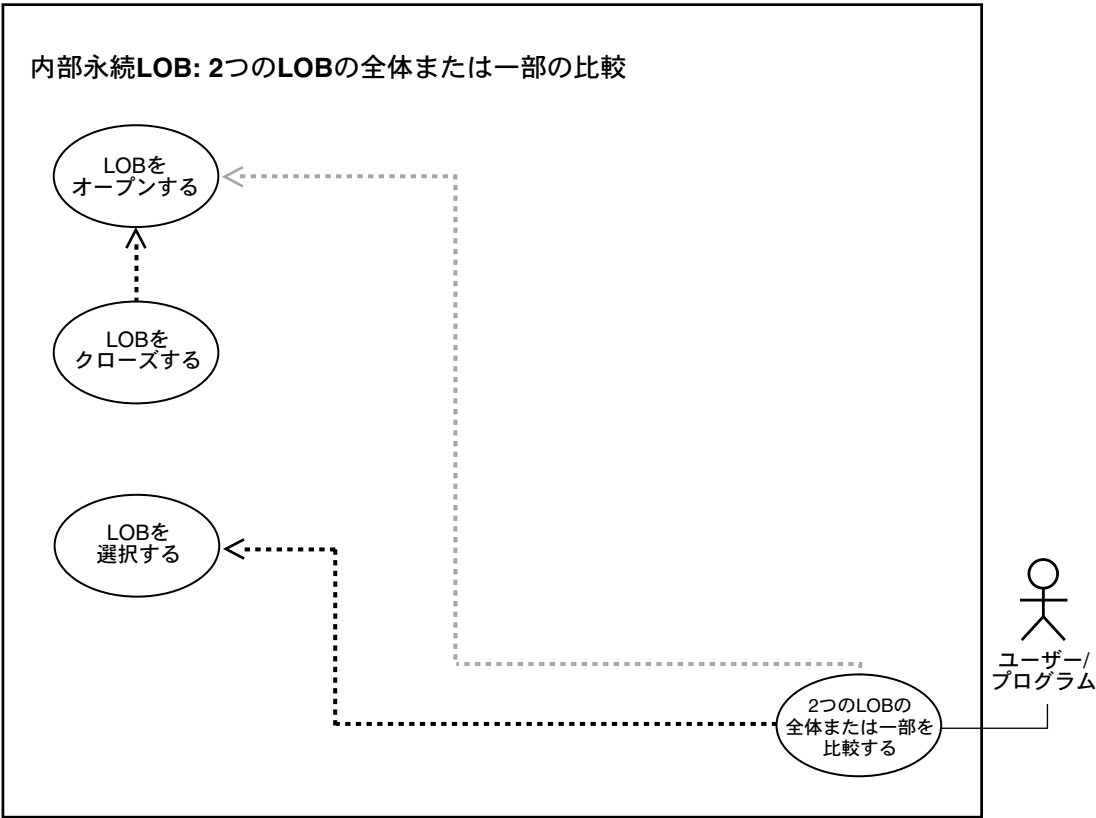 内部永続LOB: 2つのLOBの全体または一部の比較
LOBを
オープンする
LOBを
クローズする
LOBを
選択する
ユーザー/
プログラム
2つのLOBの
全体または一部を
比較する